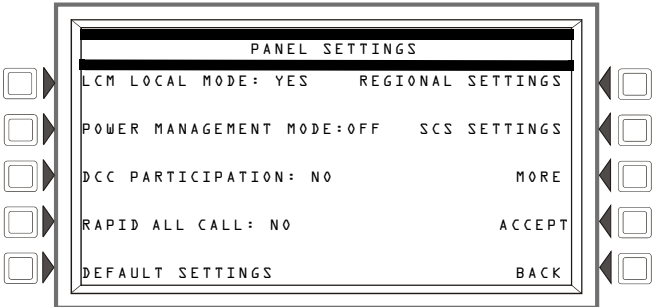 PANEL SETTINGS
LCM LOCAL MODE: YES REGIONAL SETTINGS
POWER MANAGEMENT MODE:OFF SCS SETTINGS
DCC PARTICIPATION: NO MORE
RAPID ALL CALL: NO ACCEPT
DEFAULT SETTINGS BACK